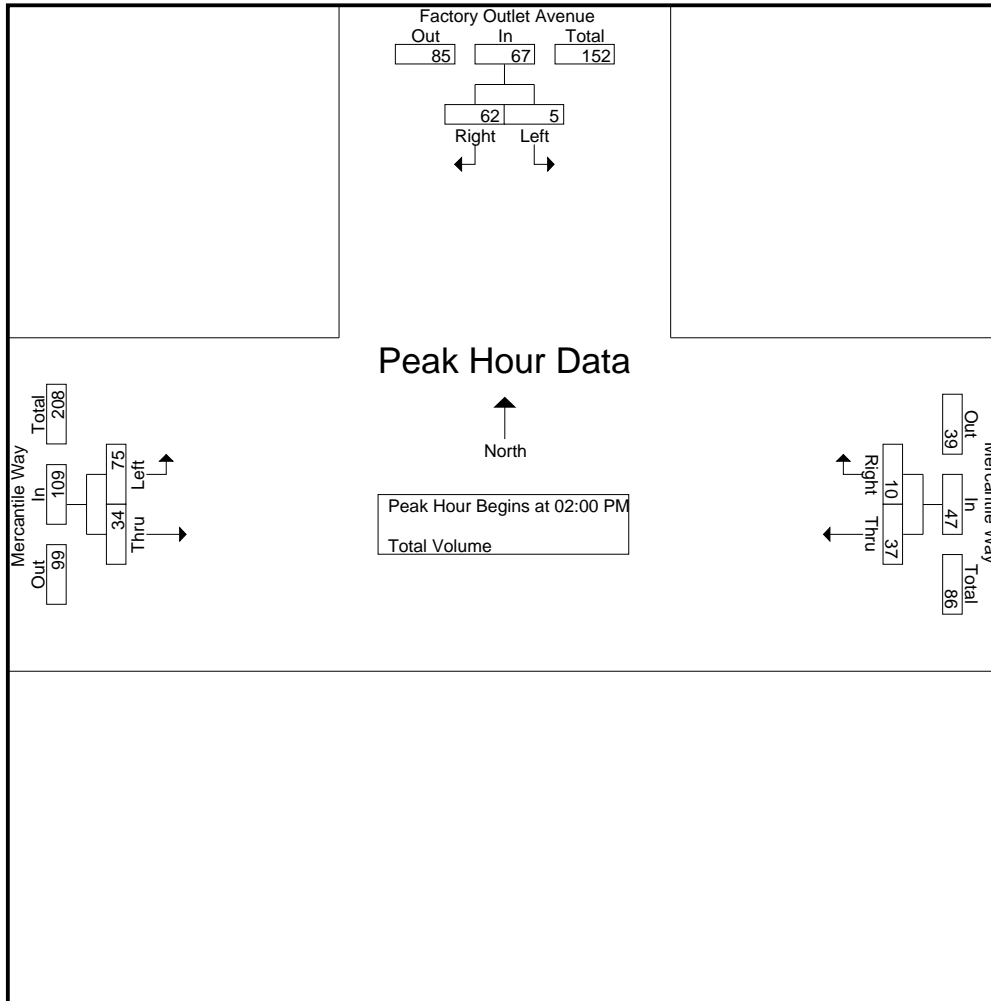 Factory Outlet Avenue
Out In Total
85 67 152
62 5
Right Left
Peak Hour Data
North
Peak Hour Begins at 02:00 PM
Total Volume
Mercantile Way
Out In Total
99 109 208
34 75
Thru Left
Mercantile Way
Out In Total
39 47 86
10 37
Right Thru